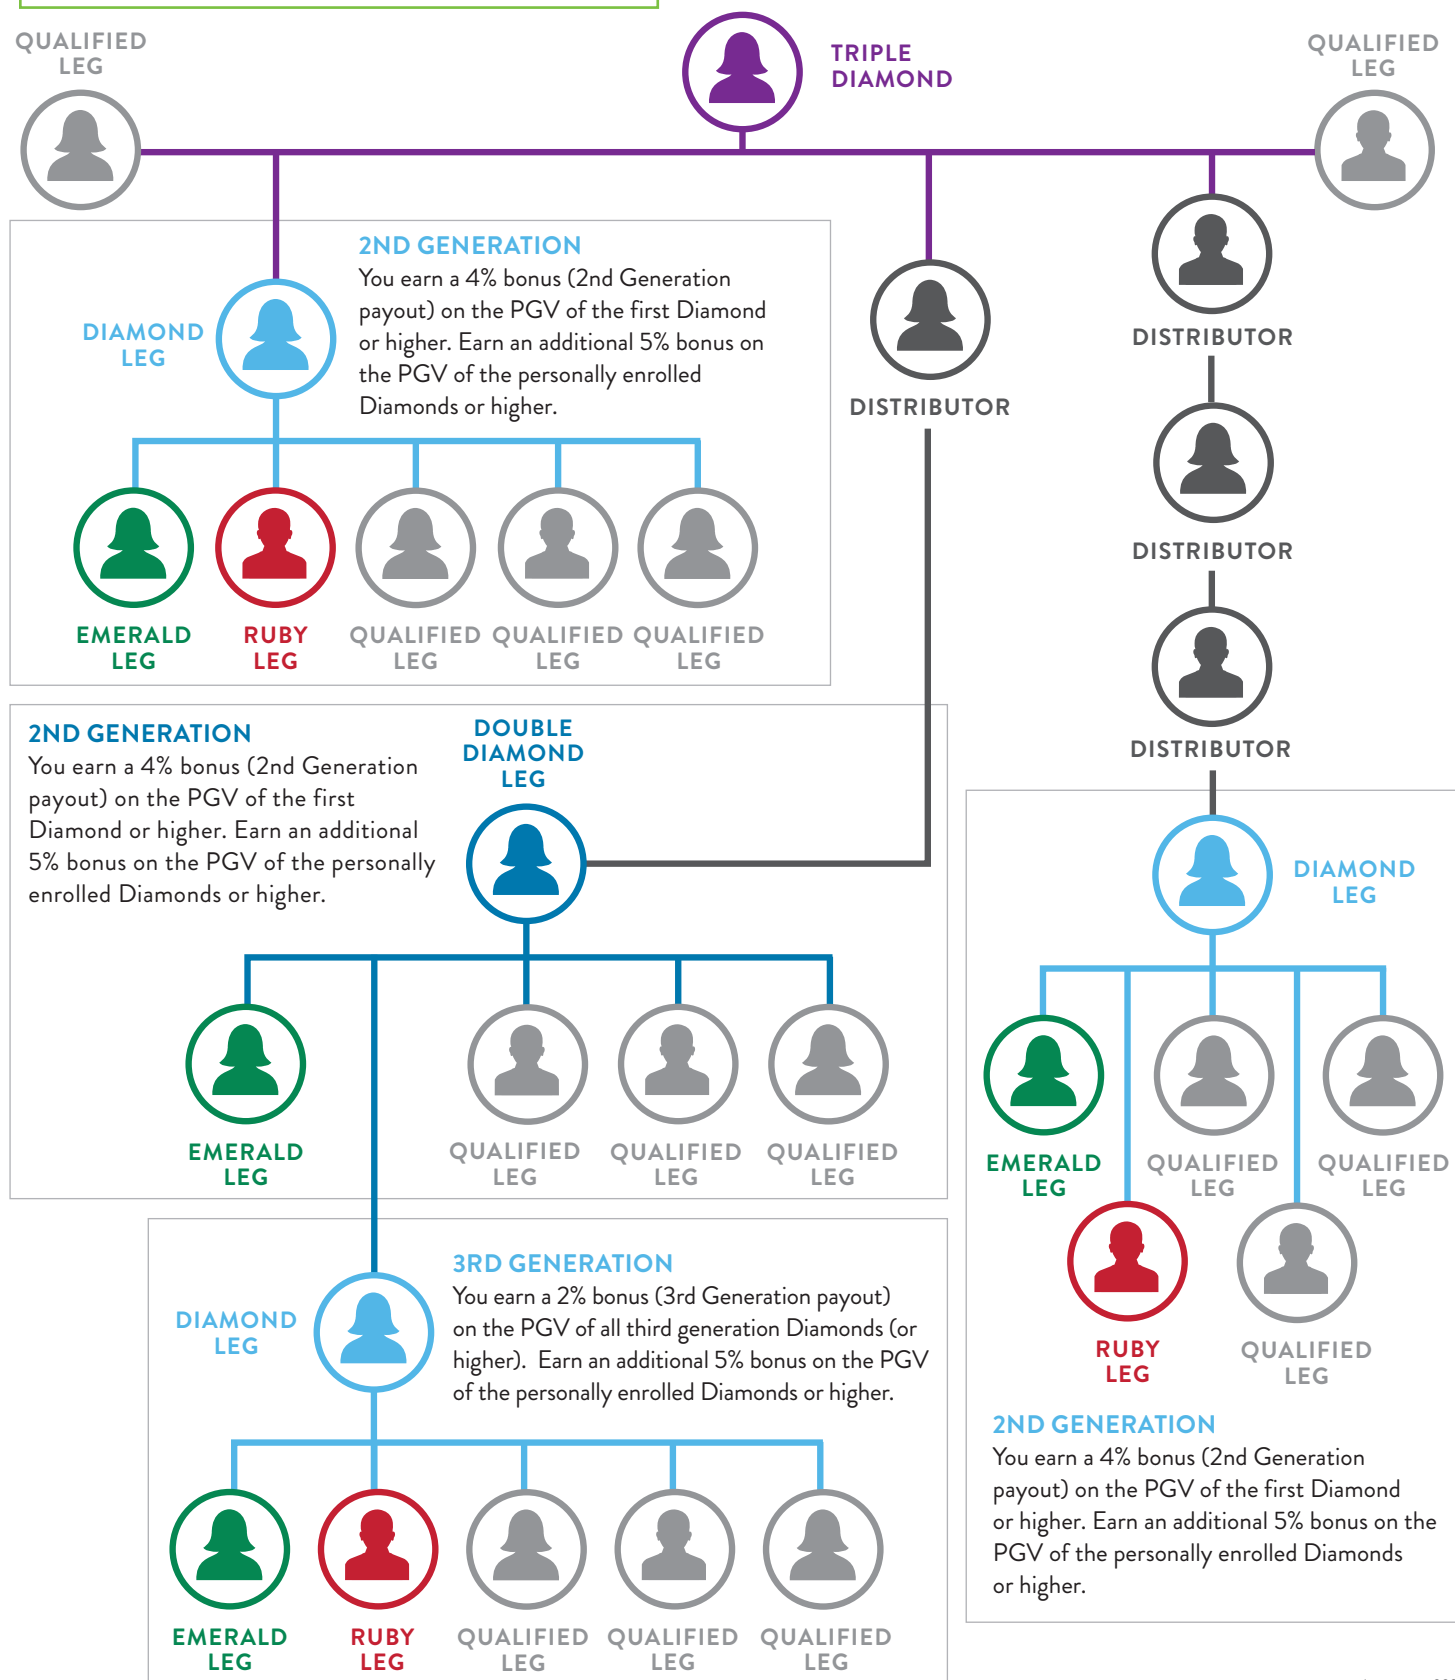 QUALIFIED
LEG
TRIPLE
DIAMOND
QUALIFIED
LEG
2ND GENERATION
You earn a 4% bonus (2nd Generation
payout) on the PGV of the first Diamond
or higher. Earn an additional 5% bonus on
the PGV of the personally enrolled
Diamonds or higher.
DIAMOND
LEG
DISTRIBUTOR
DISTRIBUTOR
DISTRIBUTOR
DISTRIBUTOR
EMERALD
LEG
RUBY
LEG
QUALIFIED
LEG
QUALIFIED
LEG
QUALIFIED
LEG
2ND GENERATION
You earn a 4% bonus (2nd Generation
payout) on the PGV of the first
Diamond or higher. Earn an additional
5% bonus on the PGV of the personally
enrolled Diamonds or higher.
DOUBLE
DIAMOND
LEG
EMERALD
LEG
QUALIFIED
LEG
QUALIFIED
LEG
QUALIFIED
LEG
DIAMOND
LEG
EMERALD
LEG
QUALIFIED
LEG
QUALIFIED
LEG
RUBY
LEG
QUALIFIED
LEG
2ND GENERATION
You earn a 4% bonus (2nd Generation
payout) on the PGV of the first Diamond
or higher. Earn an additional 5% bonus on the
PGV of the personally enrolled Diamonds
or higher.
3RD GENERATION
You earn a 2% bonus (3rd Generation payout)
on the PGV of all third generation Diamonds (or
higher). Earn an additional 5% bonus on the PGV
of the personally enrolled Diamonds or higher.
DIAMOND
LEG
EMERALD
LEG
RUBY
LEG
QUALIFIED
LEG
QUALIFIED
LEG
QUALIFIED
LEG